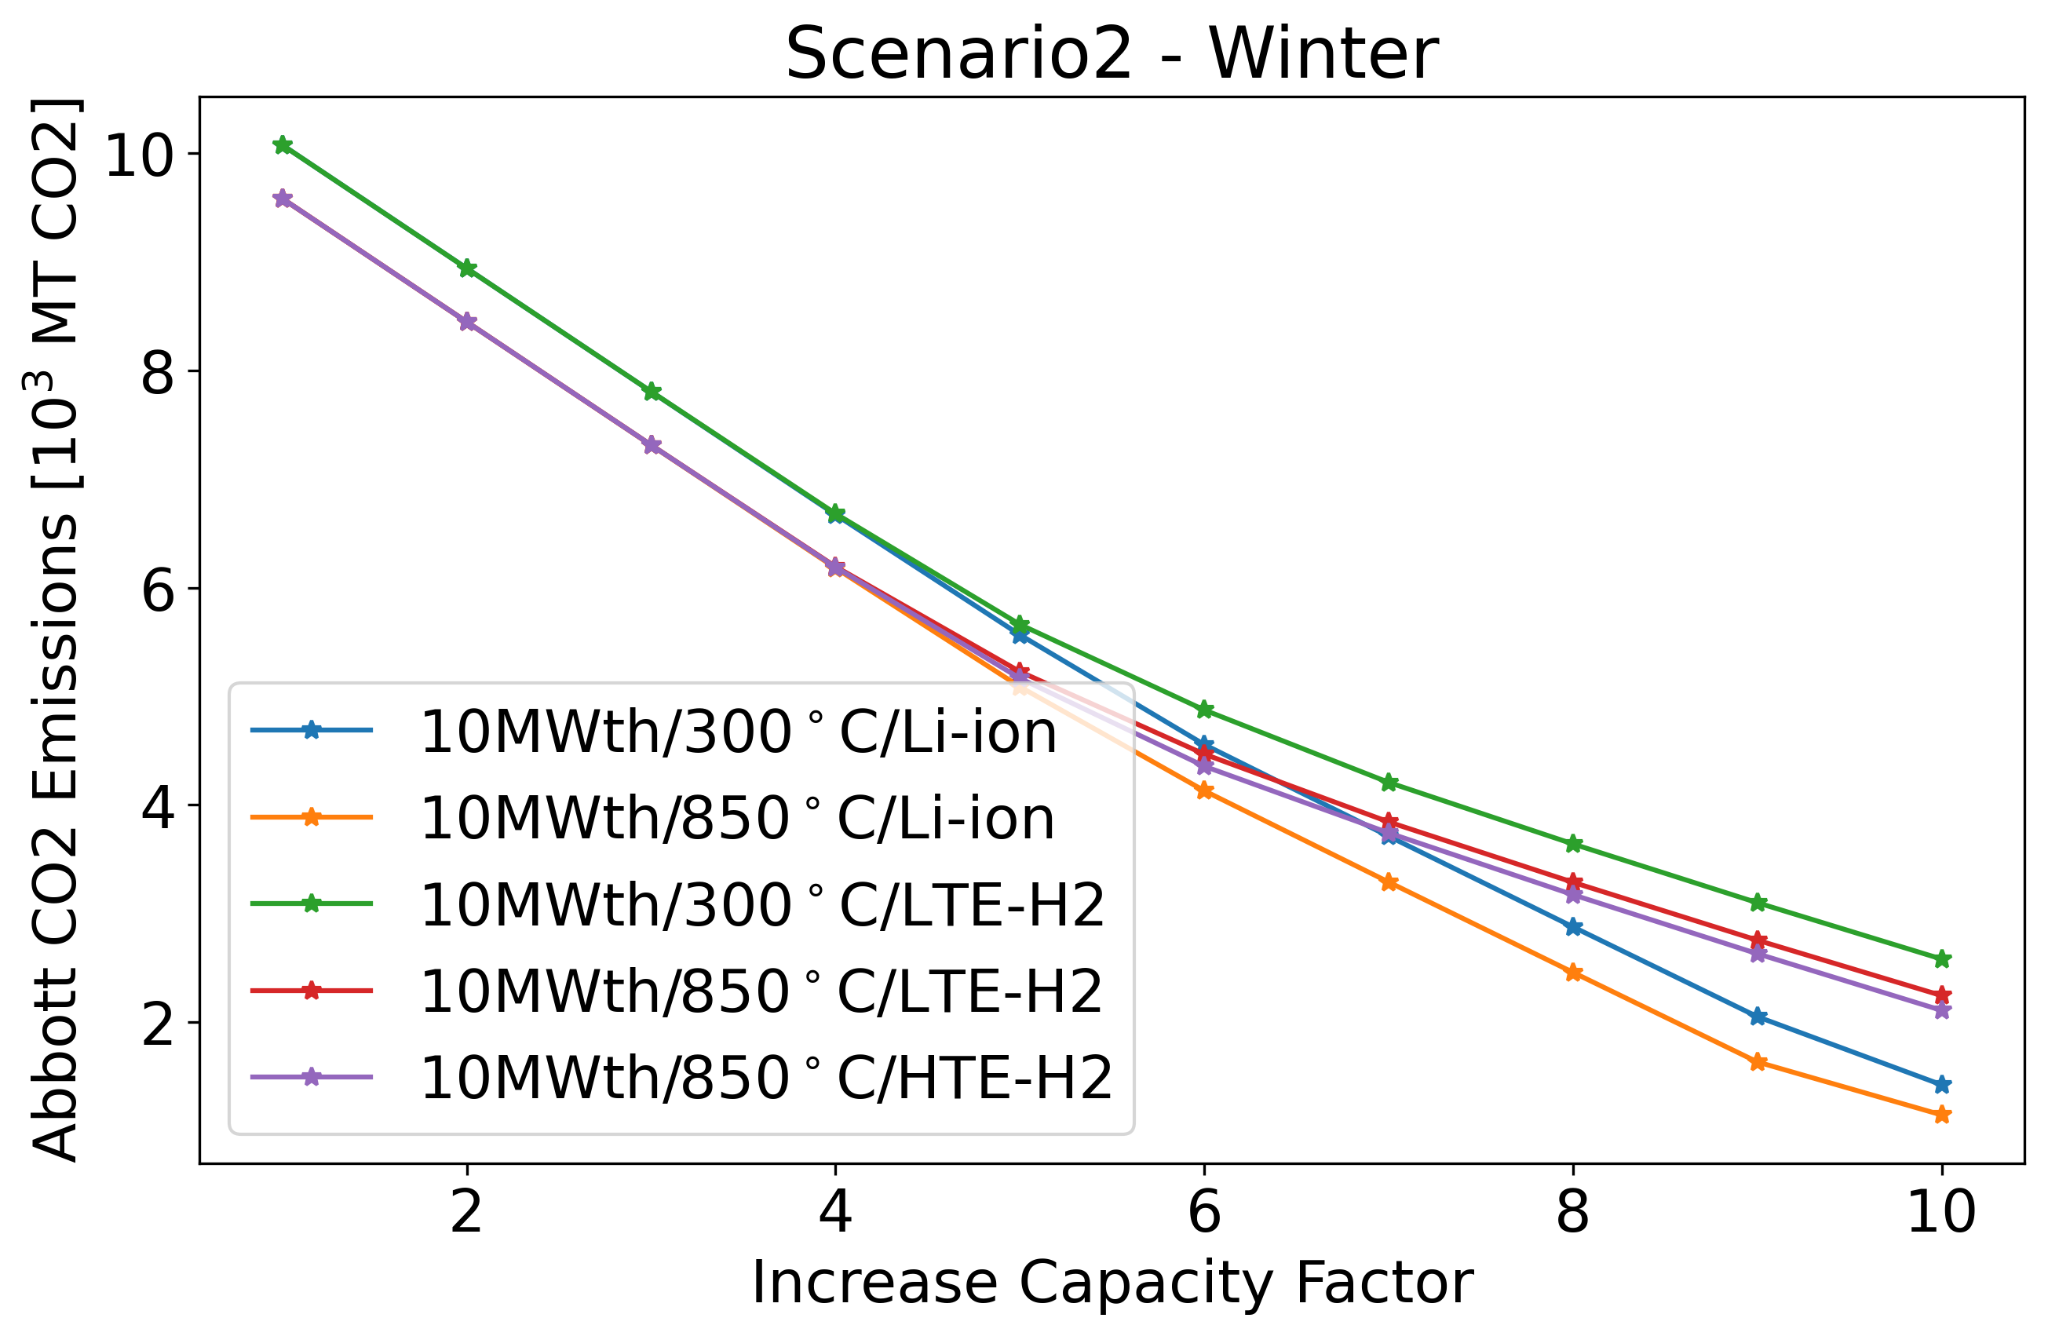 Scenario2 - Winter
Abbott CO2 Emissions [10³ MT CO2]
10
8
6
4
2
10MWth/300°C/Li-ion
10MWth/850°C/Li-ion
10MWth/300°C/LTE-H2
10MWth/850°C/LTE-H2
10MWth/850°C/HTE-H2
2 4 6 8 10
Increase Capacity Factor